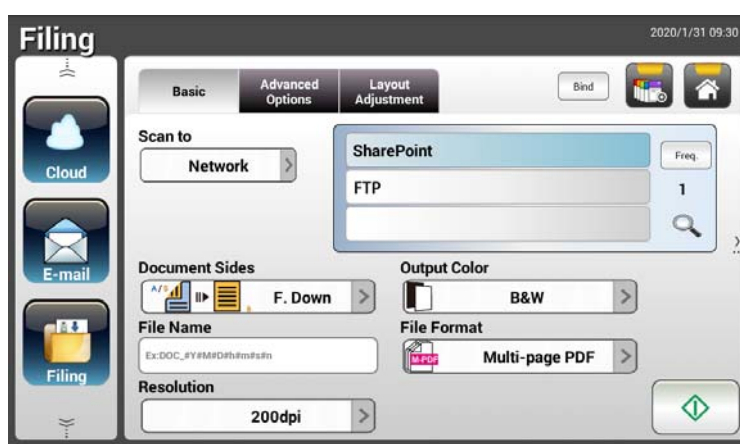 Filing
2020/1/31 09:30
Basic
Advanced
Options
Layout
Adjustment
Bind
Cloud
E-mail
Filing
Scan to
Network
SharePoint
FTP
Freq.
1
Document Sides
F. Down
Output Color
B&W
File Name
Ex:DOC_#Y#M#D#h#m#s#n
File Format
M-PDF
Multi-page PDF
Resolution
200dpi